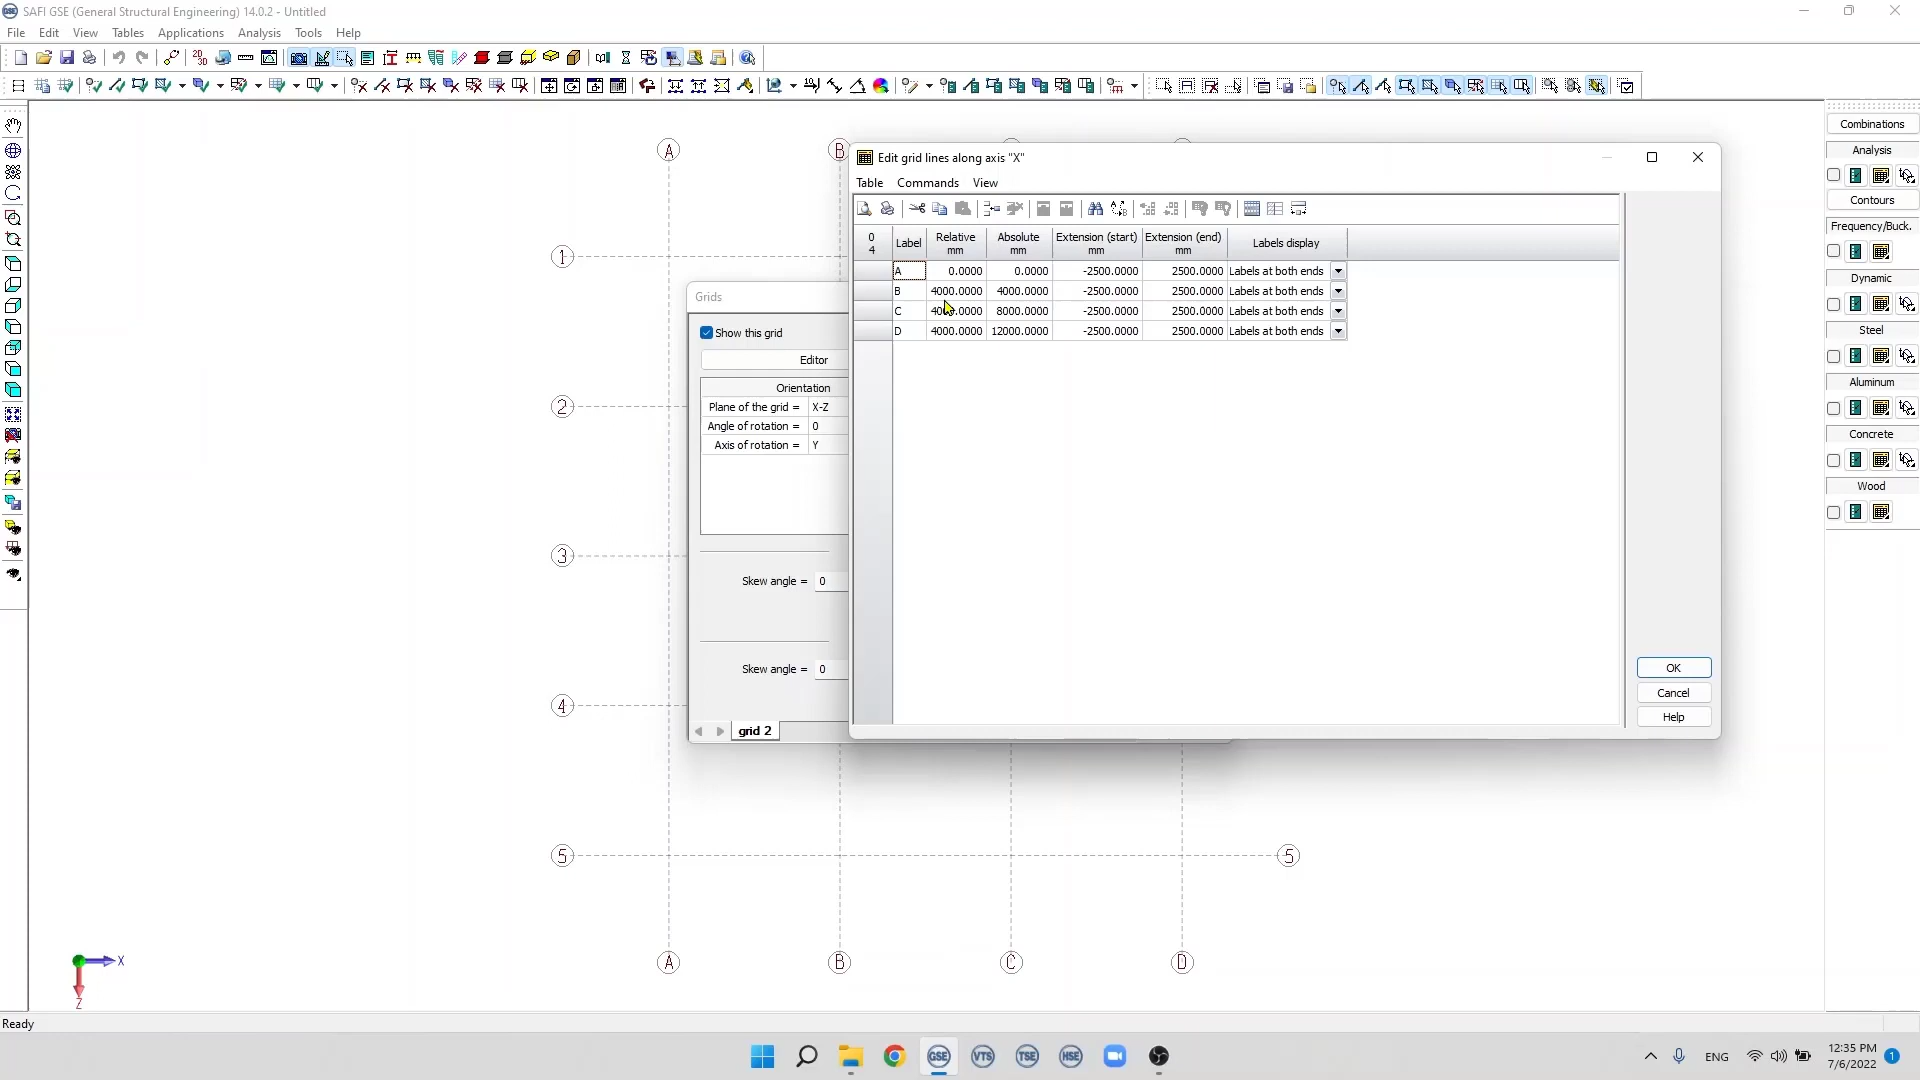 SAFI GSE (General Structural Engineering) 14.0.2 - Untitled
File Edit View Tables Applications Analysis Tools Help
Combinations
Analysis
Contours
Frequency/Buck.
Dynamic
Steel
Aluminum
Concrete
Wood
A B
1
2
3
4
5 5
A B C D
X
Z
Grids
Show this grid
Editor
Orientation
Plane of the grid = X-Z
Angle of rotation = 0
Axis of rotation = Y
Skew angle = 0
Skew angle = 0
grid 2
Edit grid lines along axis "X"
Table Commands View
0 4 Label Relative mm Absolute mm Extension (start) mm Extension (end) mm Labels display
A 0.0000 0.0000 -2500.0000 2500.0000 Labels at both ends
B 4000.0000 4000.0000 -2500.0000 2500.0000 Labels at both ends
C 4000.0000 8000.0000 -2500.0000 2500.0000 Labels at both ends
D 4000.0000 12000.0000 -2500.0000 2500.0000 Labels at both ends
OK
Cancel
Help
Ready
GSE VTS TSE HSE
ENG
12:35 PM
7/6/2022
1